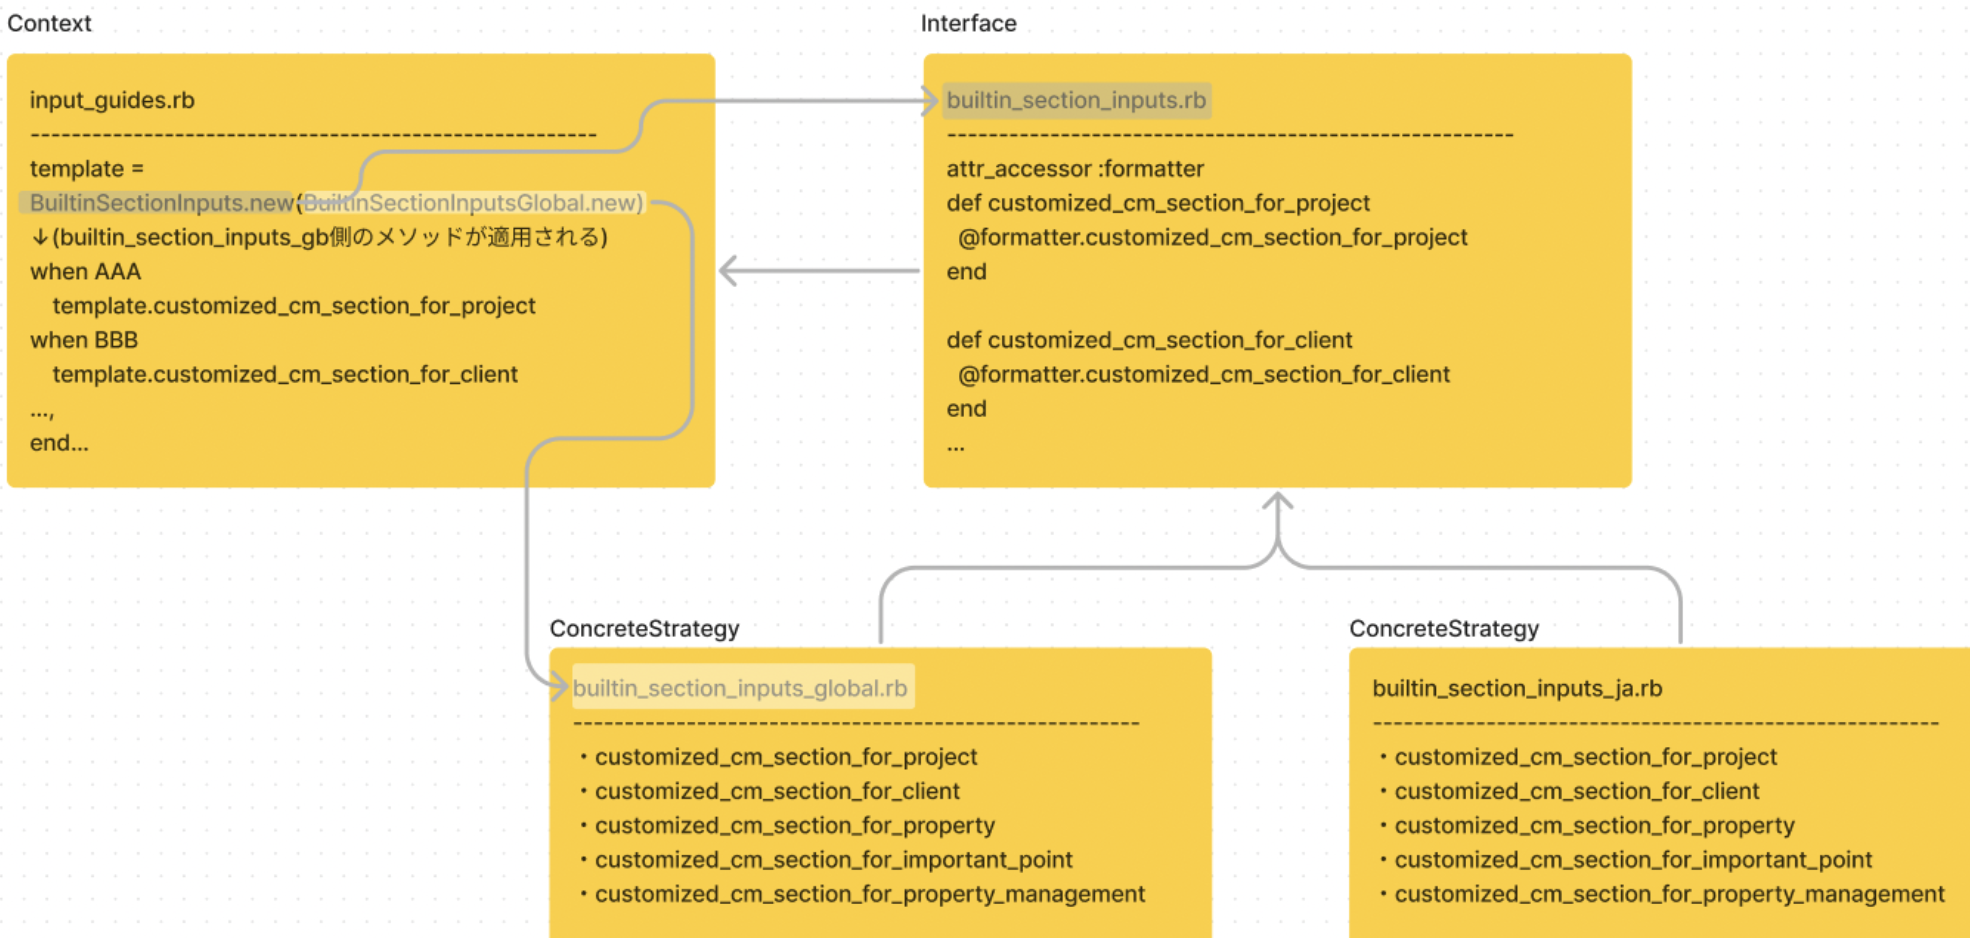 Context
input_guides.rb
-------------------------------------------------------
template =
BuiltinSectionInputs.new(BuiltinSectionInputsGlobal.new)
↓(builtin_section_inputs_gb側のメソッドが適用される)
when AAA
template.customized_cm_section_for_project
when BBB
template.customized_cm_section_for_client
...,
end...
Interface
builtin_section_inputs.rb
-------------------------------------------------------
attr_accessor :formatter
def customized_cm_section_for_project
@formatter.customized_cm_section_for_project
end
def customized_cm_section_for_client
@formatter.customized_cm_section_for_client
end
...
ConcreteStrategy
builtin_section_inputs_global.rb
-------------------------------------------------------
・customized_cm_section_for_project
・customized_cm_section_for_client
・customized_cm_section_for_property
・customized_cm_section_for_important_point
・customized_cm_section_for_property_management
ConcreteStrategy
builtin_section_inputs_ja.rb
-------------------------------------------------------
・customized_cm_section_for_project
・customized_cm_section_for_client
・customized_cm_section_for_property
・customized_cm_section_for_important_point
・customized_cm_section_for_property_management